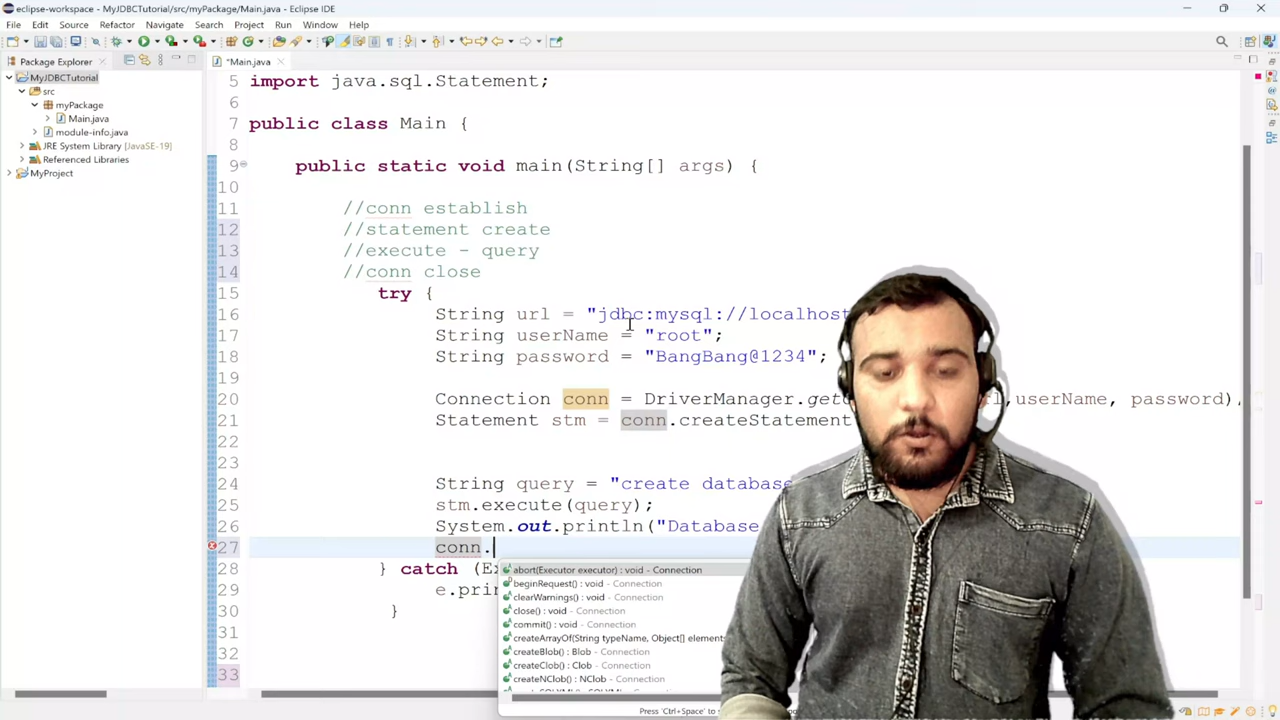 eclipse-workspace - MyJDBCTutorial/src/myPackage/Main.java - Eclipse IDE
File Edit Source Refactor Navigate Search Project Run Window Help
Package Explorer
*Main.java
MyJDBCTutorial
src
myPackage
Main.java
module-info.java
JRE System Library [JavaSE-19]
Referenced Libraries
MyProject
5 import java.sql.Statement;
6
7 public class Main {
8
9 public static void main(String[] args) {
10
11 //conn establish
12 //statement create
13 //execute - query
14 //conn close
15 try {
16 String url = "jdbc:mysql://localhost
17 String userName = "root";
18 String password = "BangBang@1234";
19
20 Connection conn = DriverManager.get ,userName, password)
21 Statement stm = conn.createStatement
22
23
24 String query = "create database
25 stm.execute(query);
26 System.out.println("Database
27 conn.
28 } catch (E
29 e.prin
30 }
31
32
33
abort(Executor executor) : void - Connection
beginRequest() : void - Connection
clearWarnings() : void - Connection
close() : void - Connection
commit() : void - Connection
createArrayOf(String typeName, Object[] element
createBlob() : Blob - Connection
createClob() : Clob - Connection
createNClob() : NClob - Connection
Press 'Ctrl+Space' to